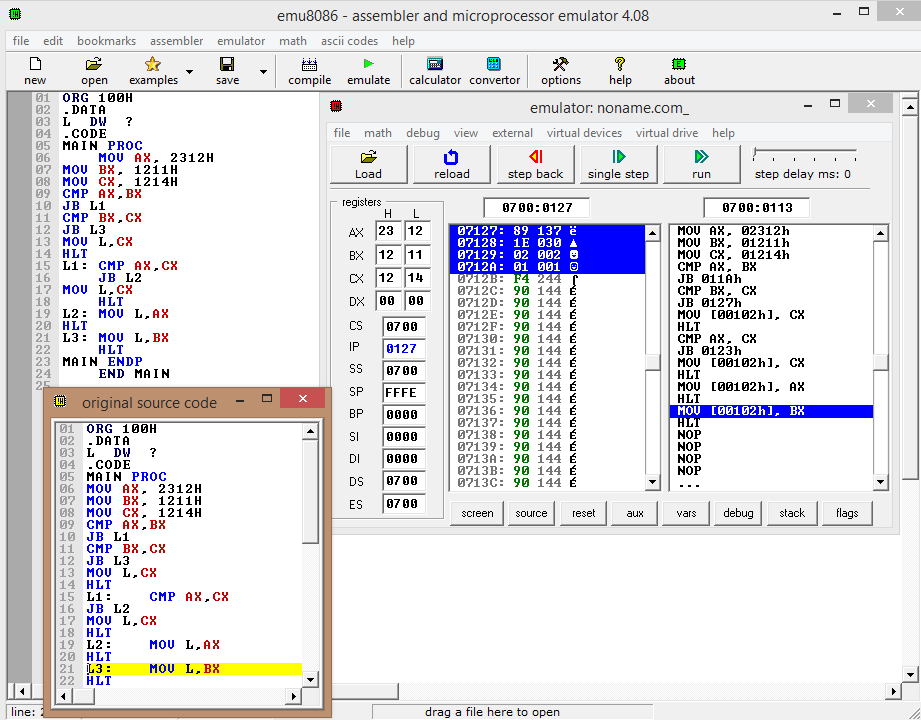 emu8086 - assembler and microprocessor emulator 4.08
file edit bookmarks assembler emulator math ascii codes help
new open examples save compile emulate calculator convertor options help about
01 ORG 100H
02 .DATA
03 L DW ?
04 .CODE
05 MAIN PROC
06 MOV AX, 2312H
07 MOV BX, 1211H
08 MOV CX, 1214H
09 CMP AX,BX
10 JB L1
11 CMP BX,CX
12 JB L3
13 MOV L,CX
14 HLT
15 L1: CMP AX,CX
16 JB L2
17 MOV L,CX
18 HLT
19 L2: MOV L,AX
20 HLT
21 L3: MOV L,BX
22 HLT
23 MAIN ENDP
24 END MAIN
25
emulator: noname.com_
file math debug view external virtual devices virtual drive help
Load reload step back single step run step delay ms: 0
registers
H L
AX 23 12
BX 12 11
CX 12 14
DX 00 00
CS 0700
IP 0127
SS 0700
SP FFFE
BP 0000
SI 0000
DI 0000
DS 0700
ES 0700
0700:0127
07127: 89 137 ë
07128: 1E 030 ▲
07129: 02 002 ☻
0712A: 01 001 ☺
0712B: F4 244 ⌠
0712C: 90 144 É
0712D: 90 144 É
0712E: 90 144 É
0712F: 90 144 É
07130: 90 144 É
07131: 90 144 É
07132: 90 144 É
07133: 90 144 É
07134: 90 144 É
07135: 90 144 É
07136: 90 144 É
07137: 90 144 É
07138: 90 144 É
07139: 90 144 É
0713A: 90 144 É
0713B: 90 144 É
0713C: 90 144 É
0700:0113
MOV AX, 02312h
MOV BX, 01211h
MOV CX, 01214h
CMP AX, BX
JB 011Ah
CMP BX, CX
JB 0127h
MOV [00102h], CX
HLT
CMP AX, CX
JB 0123h
MOV [00102h], CX
HLT
MOV [00102h], AX
HLT
MOV [00102h], BX
HLT
NOP
NOP
NOP
NOP
...
screen source reset aux vars debug stack flags
original source code
01 ORG 100H
02 .DATA
03 L DW ?
04 .CODE
05 MAIN PROC
06 MOV AX, 2312H
07 MOV BX, 1211H
08 MOV CX, 1214H
09 CMP AX,BX
10 JB L1
11 CMP BX,CX
12 JB L3
13 MOV L,CX
14 HLT
15 L1: CMP AX,CX
16 JB L2
17 MOV L,CX
18 HLT
19 L2: MOV L,AX
20 HLT
21 L3: MOV L,BX
22 HLT
line:
drag a file here to open